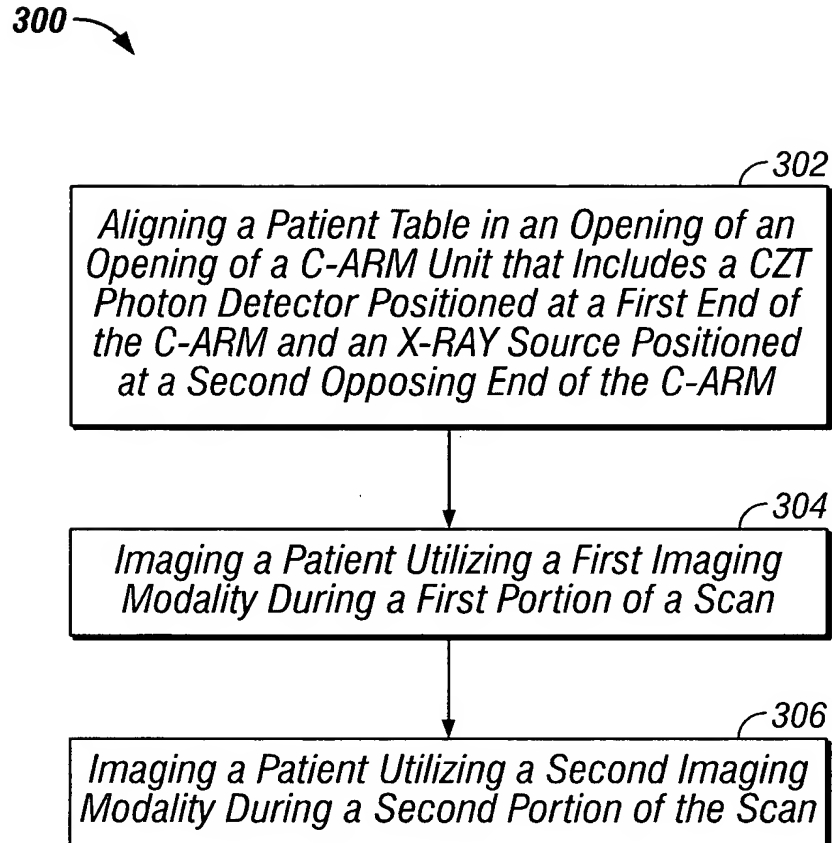 300
302
Aligning a Patient Table in an Opening of an
Opening of a C-ARM Unit that Includes a CZT
Photon Detector Positioned at a First End of
the C-ARM and an X-RAY Source Positioned
at a Second Opposing End of the C-ARM
304
Imaging a Patient Utilizing a First Imaging
Modality During a First Portion of a Scan
306
Imaging a Patient Utilizing a Second Imaging
Modality During a Second Portion of the Scan